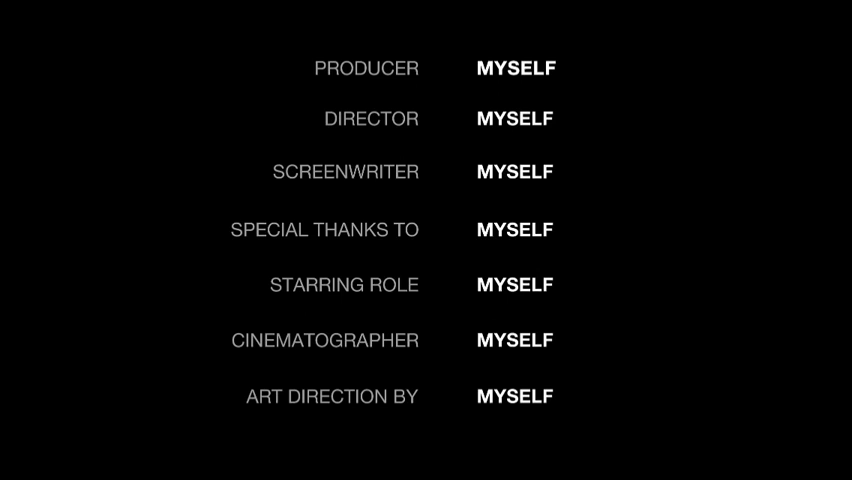 PRODUCER MYSELF
DIRECTOR MYSELF
SCREENWRITER MYSELF
SPECIAL THANKS TO MYSELF
STARRING ROLE MYSELF
CINEMATOGRAPHER MYSELF
ART DIRECTION BY MYSELF